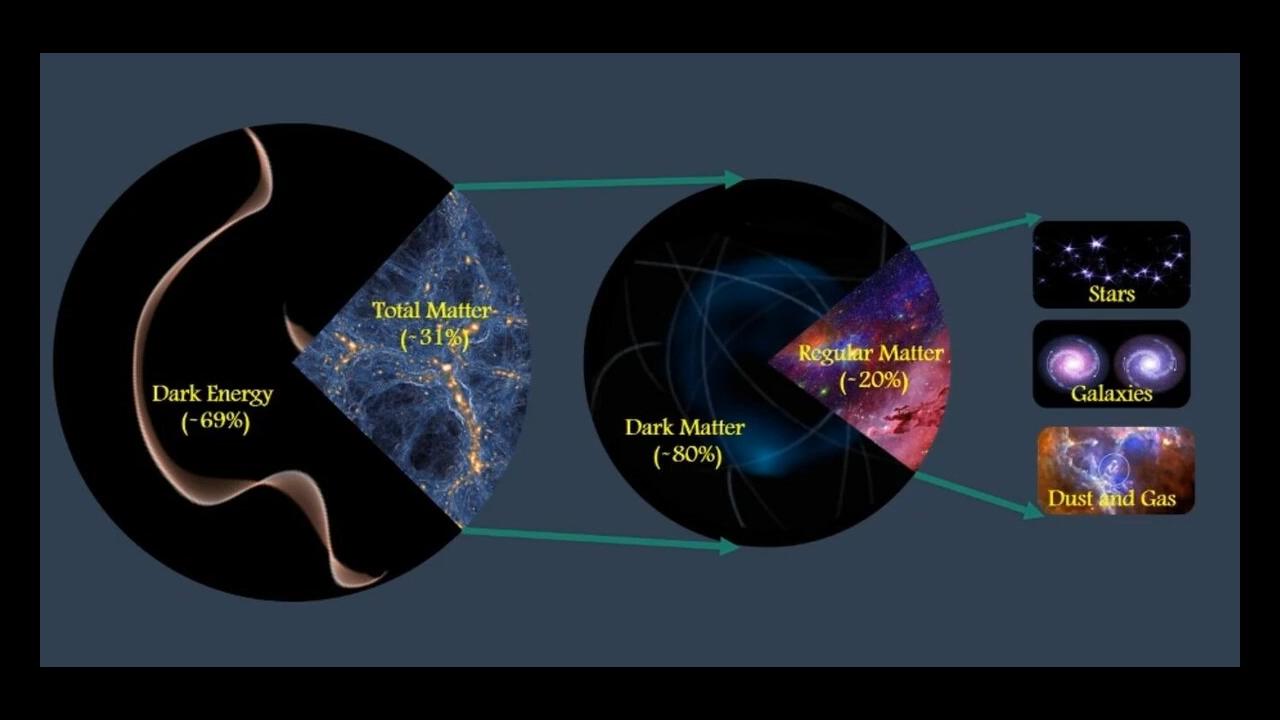 Dark Energy
(~69%)
Total Matter
(~31%)
Dark Matter
(~80%)
Regular Matter
(~20%)
Stars
Galaxies
Dust and Gas